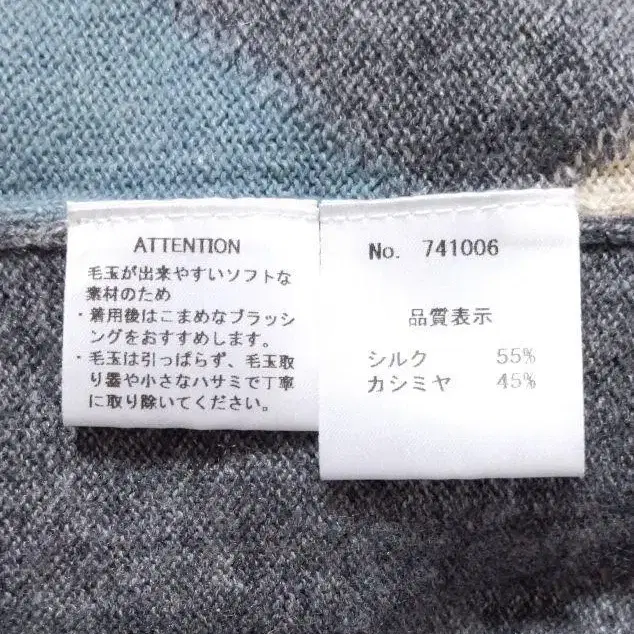 ATTENTION
毛玉が出来やすいソフトな
素材のため
・着用後はこまめなブラッシ
ングをおすすめします。
・毛玉は引っぱらず、毛玉取
り器や小さなハサミで丁寧
に取り除いてください。
No. 741006
品質表示
シルク 55%
カシミヤ 45%